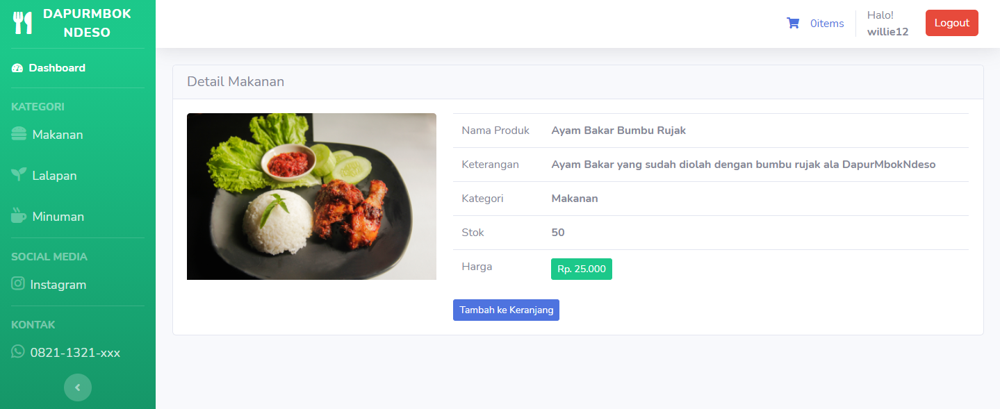 DAPURMBOK
NDESO
Dashboard
KATEGORI
Makanan
Lalapan
Minuman
SOCIAL MEDIA
Instagram
KONTAK
0821-1321-xxx
0items
Halo!
willie12
Logout
Detail Makanan
Nama Produk Ayam Bakar Bumbu Rujak
Keterangan Ayam Bakar yang sudah diolah dengan bumbu rujak ala DapurMbokNdeso
Kategori Makanan
Stok 50
Harga Rp. 25.000
Tambah ke Keranjang